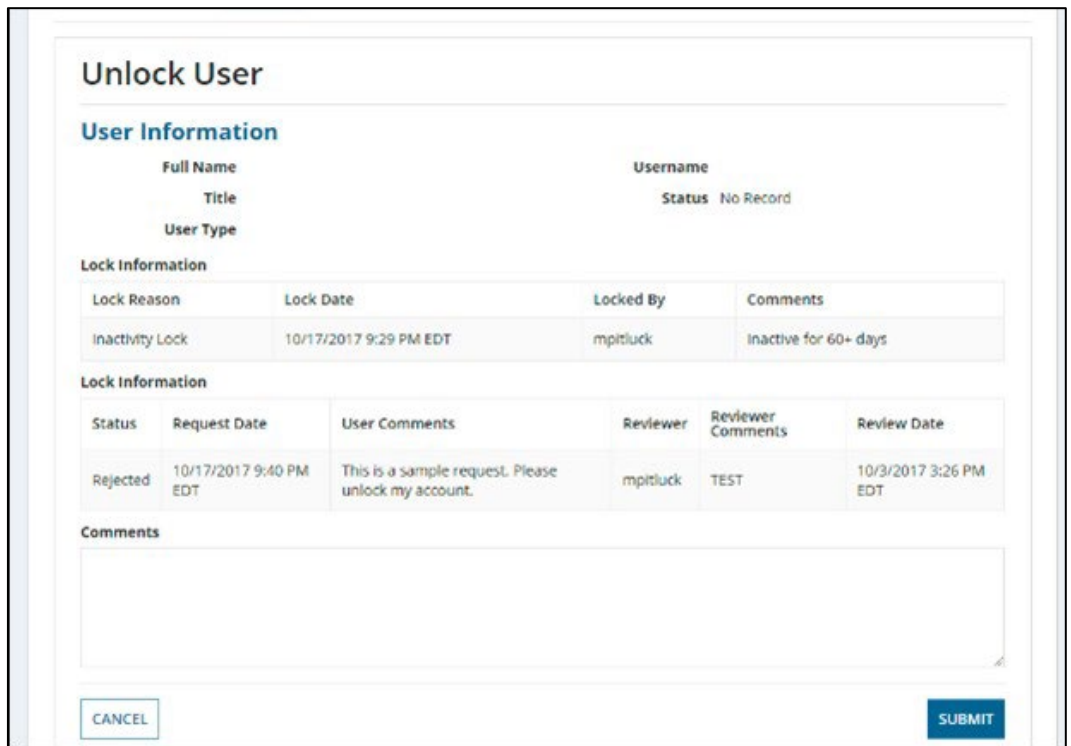 Unlock User
User Information
Full Name
Username
Title
Status No Record
User Type
Lock Information
Lock Reason Lock Date Locked By Comments
Inactivity Lock 10/17/2017 9:29 PM EDT mpitluck Inactive for 60+ days
Lock Information
Status Request Date User Comments Reviewer Reviewer Comments Review Date
Rejected 10/17/2017 9:40 PM EDT This is a sample request. Please unlock my account. mpitluck TEST 10/3/2017 3:26 PM EDT
Comments
CANCEL
SUBMIT